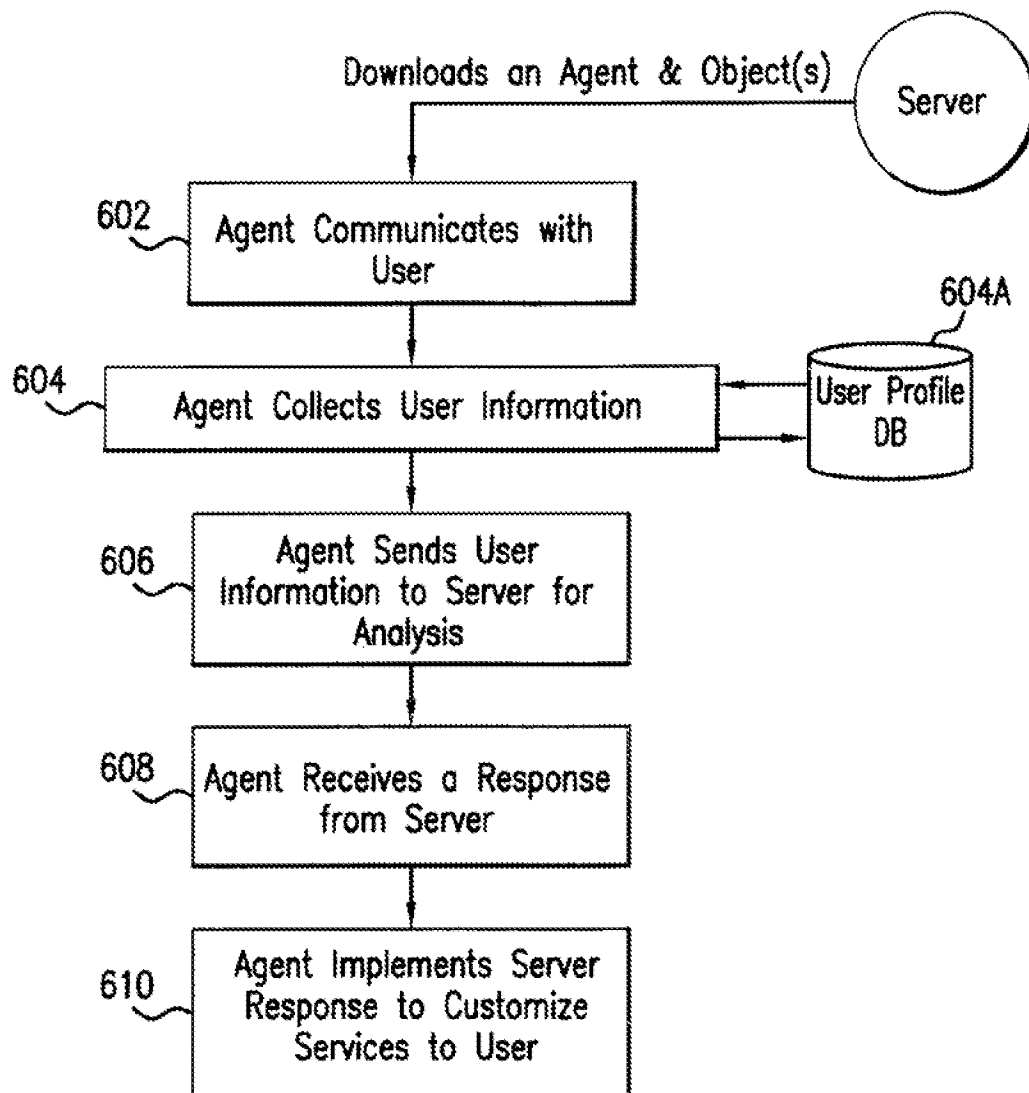 Downloads an Agent & Object(s)
Server
602
Agent Communicates with
User
604A
604
Agent Collects User Information
User Profile
DB
606
Agent Sends User
Information to Server for
Analysis
608
Agent Receives a Response
from Server
610
Agent Implements Server
Response to Customize
Services to User